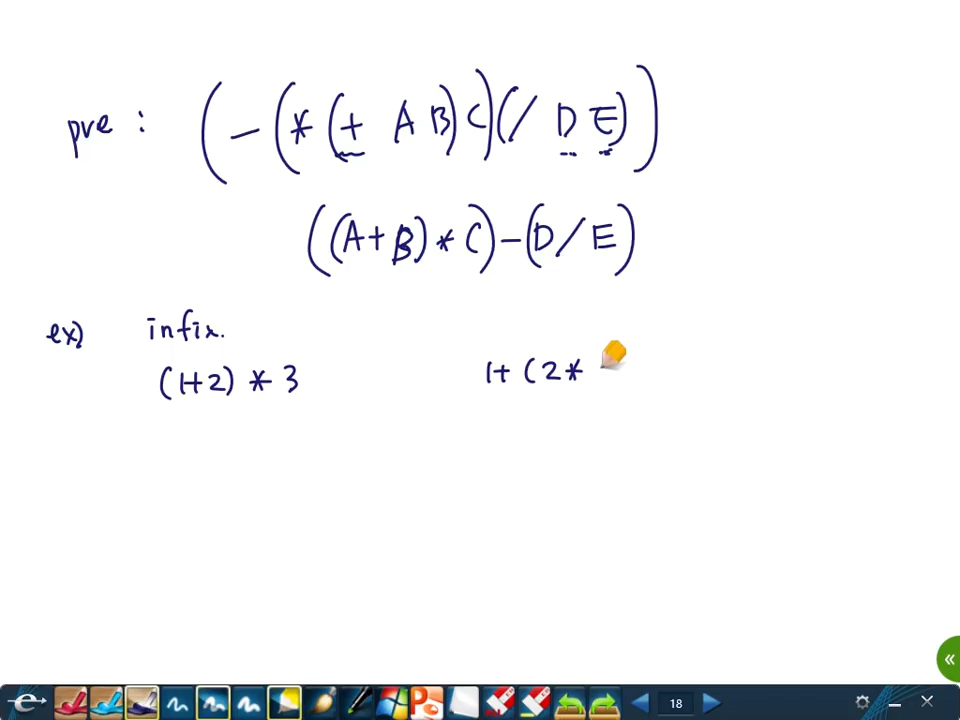 pre : (-(*(+ A B) C)(/ D E))
((A+B)*C)-(D/E)
ex) infix.
(1+2) * 3 1+ (2*
18